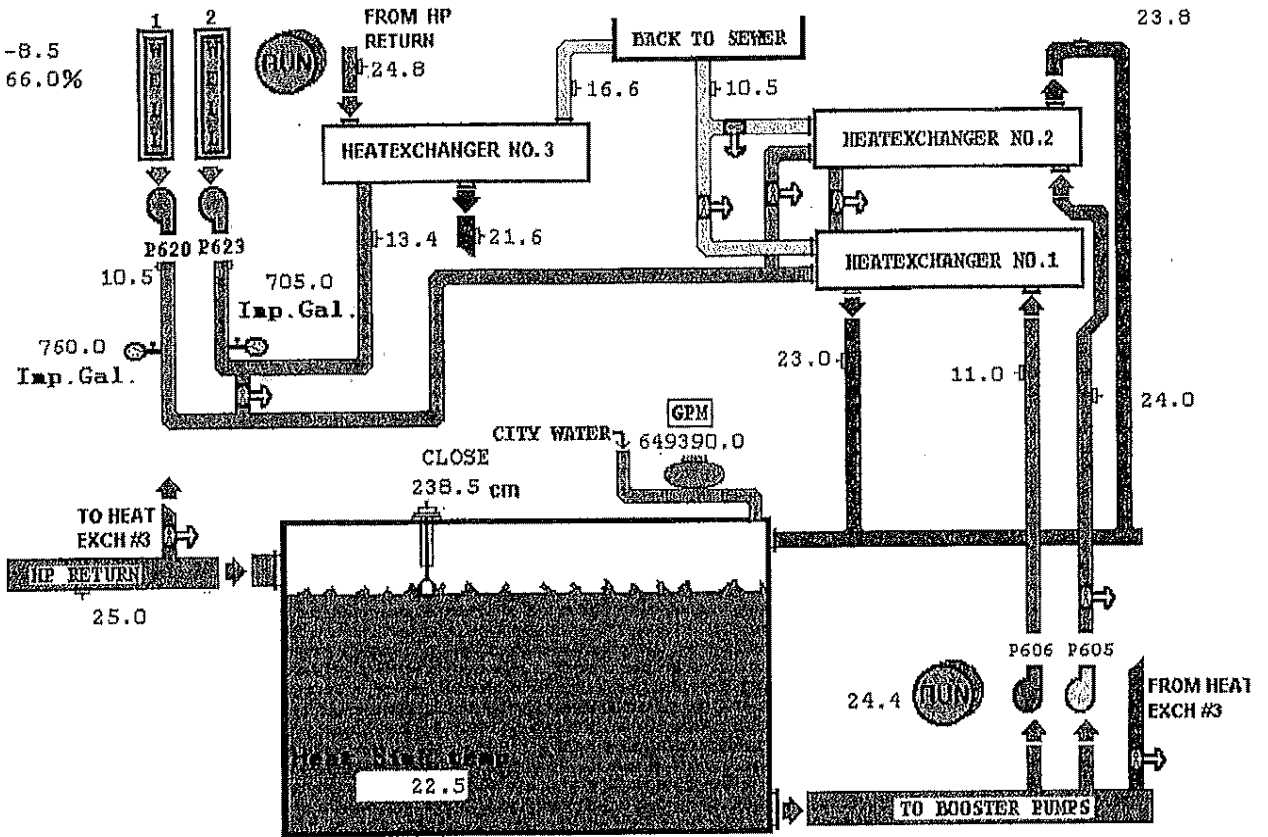 1 2
-8.5
66.0%
RUN
FROM HP
RETURN
24.8
BACK TO SEWER
23.8
16.6
10.5
HEATEXCHANGER NO.3
HEATEXCHANGER NO.2
13.4
21.6
P620 P623
10.5
705.0
Imp.Gal.
HEATEXCHANGER NO.1
760.0
Imp.Gal.
23.0
11.0
24.0
GPM
CITY WATER
649390.0
CLOSE
238.5 cm
TO HEAT
EXCH #3
HP RETURN
25.0
P606 P605
24.4
RUN
FROM HEAT
EXCH #3
temp.
22.5
TO BOOSTER PUMPS